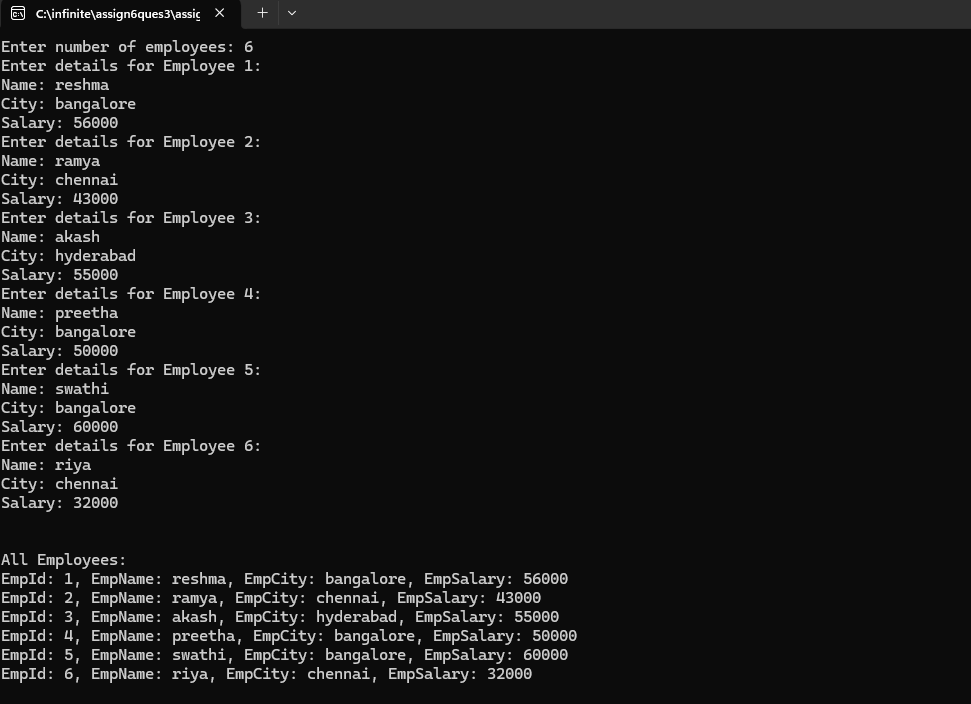 C:\infinite\assign6ques3\assig
Enter number of employees: 6
Enter details for Employee 1:
Name: reshma
City: bangalore
Salary: 56000
Enter details for Employee 2:
Name: ramya
City: chennai
Salary: 43000
Enter details for Employee 3:
Name: akash
City: hyderabad
Salary: 55000
Enter details for Employee 4:
Name: preetha
City: bangalore
Salary: 50000
Enter details for Employee 5:
Name: swathi
City: bangalore
Salary: 60000
Enter details for Employee 6:
Name: riya
City: chennai
Salary: 32000
All Employees:
EmpId: 1, EmpName: reshma, EmpCity: bangalore, EmpSalary: 56000
EmpId: 2, EmpName: ramya, EmpCity: chennai, EmpSalary: 43000
EmpId: 3, EmpName: akash, EmpCity: hyderabad, EmpSalary: 55000
EmpId: 4, EmpName: preetha, EmpCity: bangalore, EmpSalary: 50000
EmpId: 5, EmpName: swathi, EmpCity: bangalore, EmpSalary: 60000
EmpId: 6, EmpName: riya, EmpCity: chennai, EmpSalary: 32000